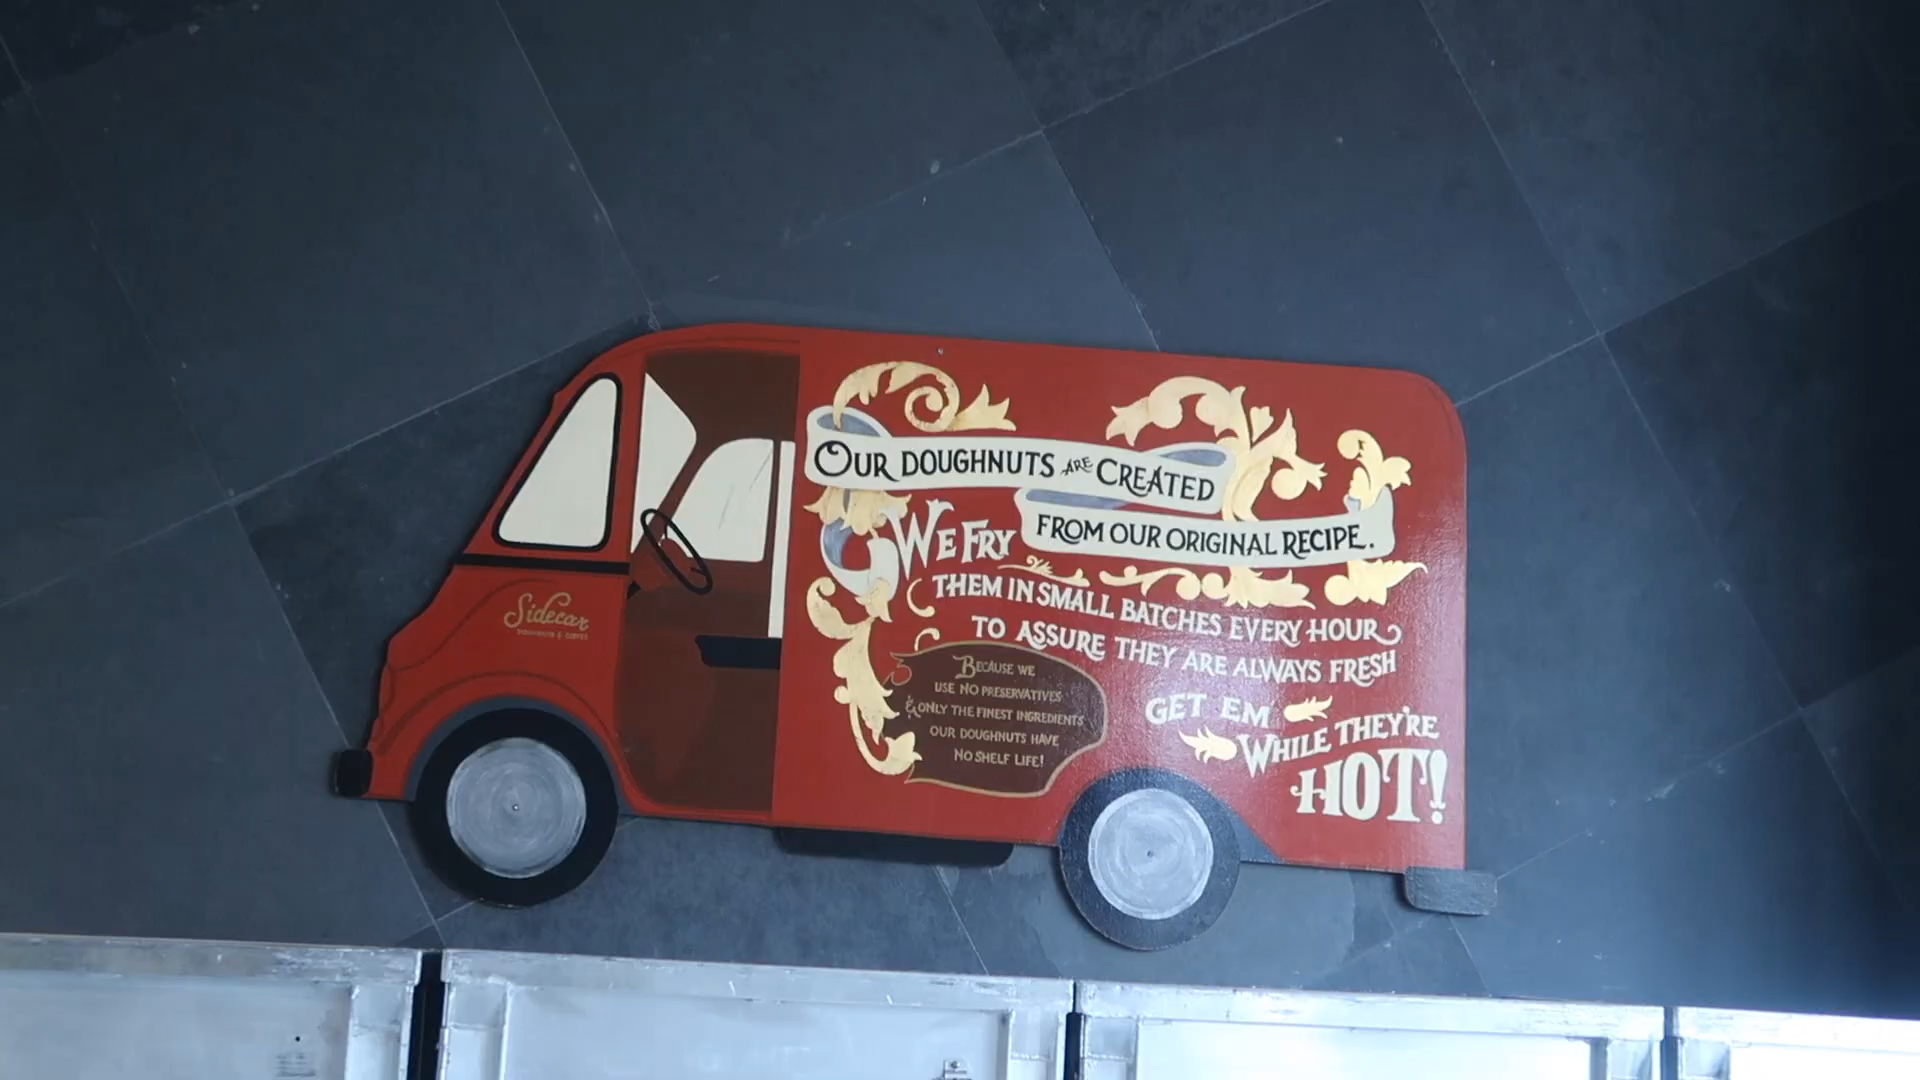 Sidecar
DOUGHNUTS & COFFEE
OUR DOUGHNUTS ARE CREATED
FROM OUR ORIGINAL RECIPE.
WE FRY
THEM IN SMALL BATCHES EVERY HOUR
TO ASSURE THEY ARE ALWAYS FRESH
BECAUSE WE
USE NO PRESERVATIVES
& ONLY THE FINEST INGREDIENTS
OUR DOUGHNUTS HAVE
NO SHELF LIFE!
GET EM
WHILE THEY'RE
HOT!